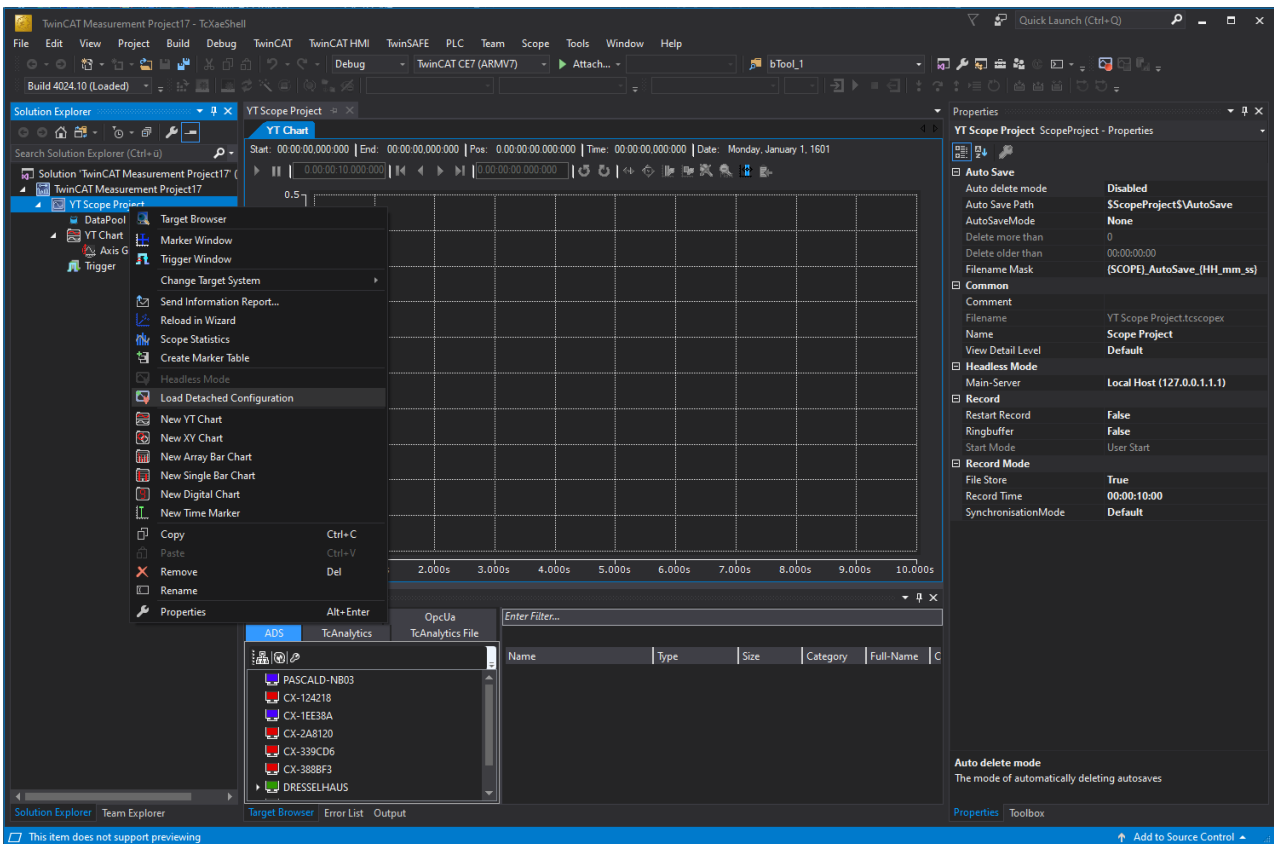 TwinCAT Measurement Project17 - TcXaeShell
Quick Launch (Ctrl+Q)
File Edit View Project Build Debug TwinCAT TwinCAT HMI TwinSAFE PLC Team Scope Tools Window Help
Debug TwinCAT CE7 (ARMV7) Attach... bTool_1
Build 4024.10 (Loaded)
Solution Explorer
Search Solution Explorer (Ctrl+ü)
Solution 'TwinCAT Measurement Project17' (
TwinCAT Measurement Project17
YT Scope Project
DataPool
YT Chart
Axis G
Trigger
Target Browser
Marker Window
Trigger Window
Change Target System
Send Information Report...
Reload in Wizard
Scope Statistics
Create Marker Table
Headless Mode
Load Detached Configuration
New YT Chart
New XY Chart
New Array Bar Chart
New Single Bar Chart
New Digital Chart
New Time Marker
Copy Ctrl+C
Paste Ctrl+V
Remove Del
Rename
Properties Alt+Enter
Solution Explorer Team Explorer
YT Scope Project
YT Chart
Start: 00:00:00,000:000 End: 00:00:00,000:000 Pos: 0.00:00:00.000:000 Time: 00:00:00,000:000 Date: Monday, January 1, 1601
0.00:00:10.000:000 0.00:00:00.000:000
0.5
2.000s 3.000s 4.000s 5.000s 6.000s 7.000s 8.000s 9.000s 10.000s
OpcUa
ADS TcAnalytics TcAnalytics File
Enter Filter...
Name Type Size Category Full-Name C
PASCALD-NB03
CX-124218
CX-1EE38A
CX-2A8120
CX-339CD6
CX-388BF3
DRESSELHAUS
Target Browser Error List Output
Properties
YT Scope Project ScopeProject - Properties
Auto Save
Auto delete mode Disabled
Auto Save Path $ScopeProject$\AutoSave
AutoSaveMode None
Delete more than 0
Delete older than 00:00:00:00
Filename Mask {SCOPE}_AutoSave_{HH_mm_ss}
Common
Comment
Filename YT Scope Project.tcscopex
Name Scope Project
View Detail Level Default
Headless Mode
Main-Server Local Host (127.0.0.1.1.1)
Record
Restart Record False
Ringbuffer False
Start Mode User Start
Record Mode
File Store True
Record Time 00:00:10:00
SynchronisationMode Default
Auto delete mode
The mode of automatically deleting autosaves
Properties Toolbox
This item does not support previewing
Add to Source Control